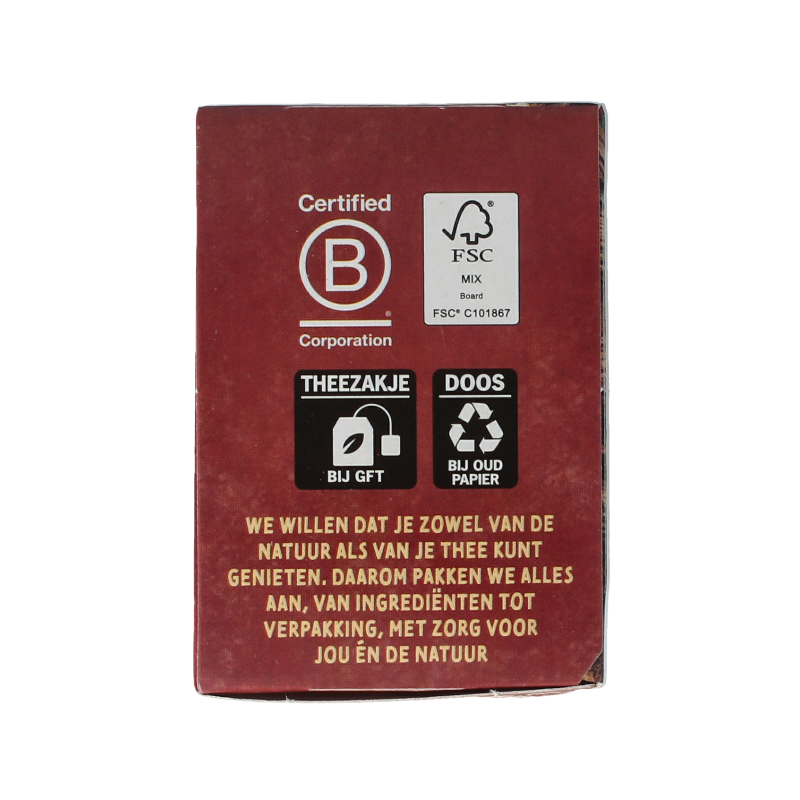 Certified
B
®
Corporation
®
FSC
MIX
Board
FSC® C101867
THEEZAKJE
BIJ GFT
DOOS
BIJ OUD
PAPIER
WE WILLEN DAT JE ZOWEL VAN DE
NATUUR ALS VAN JE THEE KUNT
GENIETEN. DAAROM PAKKEN WE ALLES
AAN, VAN INGREDIËNTEN TOT
VERPAKKING, MET ZORG VOOR
JOU ÉN DE NATUUR